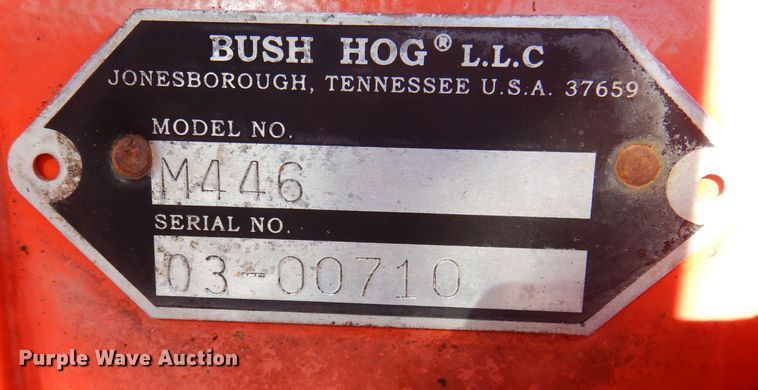 BUSH HOG® L.L.C
JONESBOROUGH, TENNESSEE U.S.A. 37659
MODEL NO.
M446
SERIAL NO.
03-00710
Purple Wave Auction